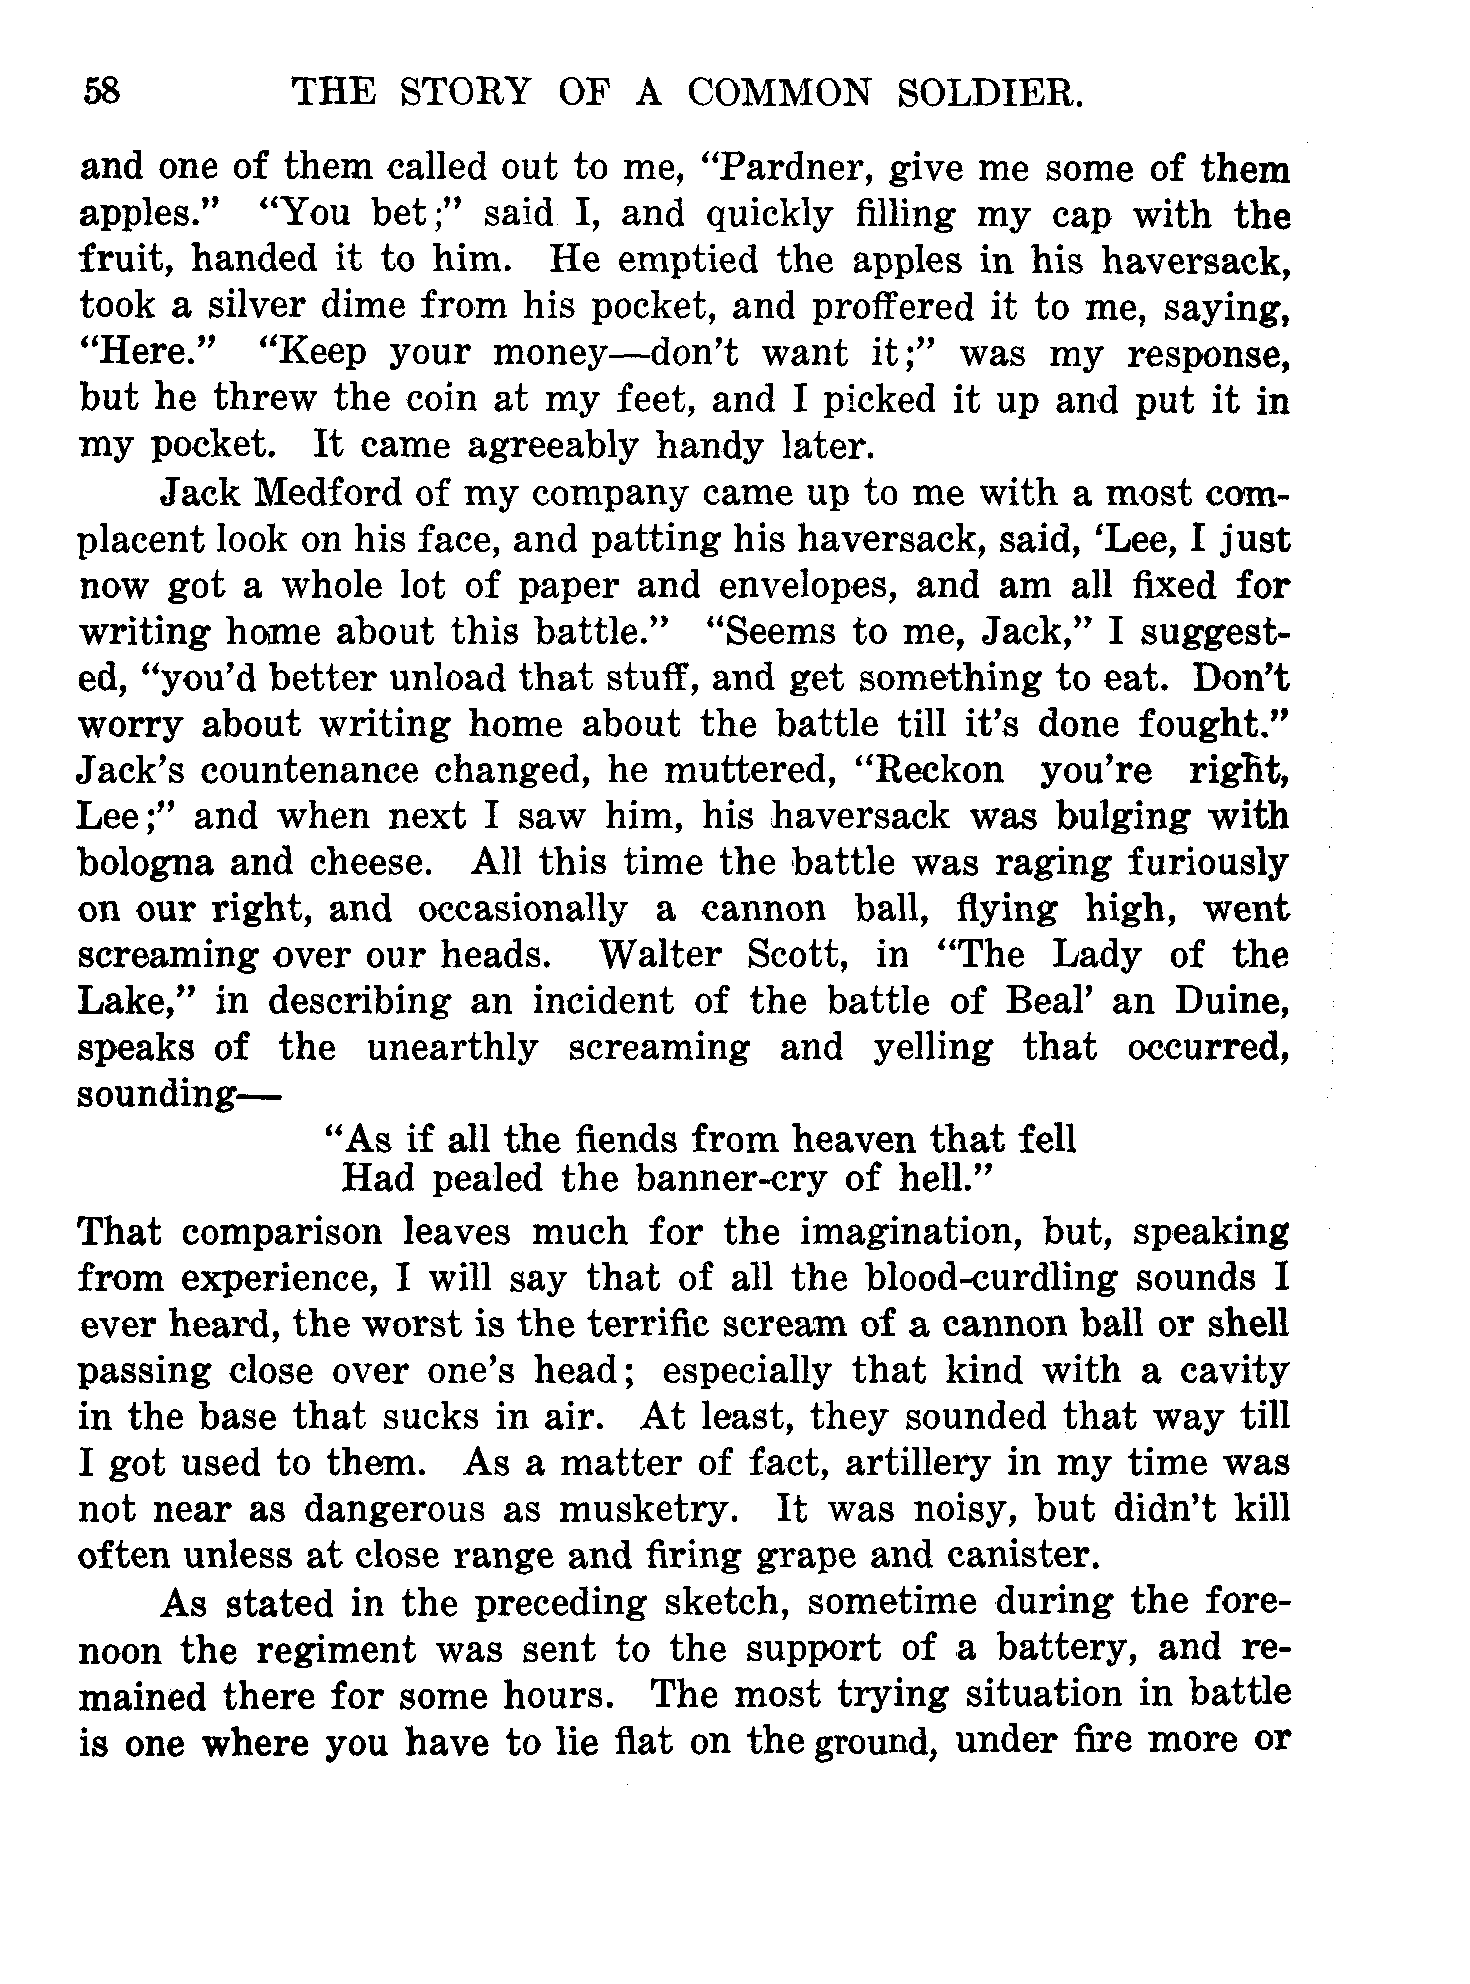 58 THE STORY OF A COMMON SOLDIER.
and one of them called out to me, “Pardner, give me some of them
apples.” “You bet;” said I, and quickly filling my cap with the
fruit, handed it to him. He emptied the apples in his haversack,
took a silver dime from his pocket, and proffered it to me, saying,
“Here.” “Keep your money—don’t want it;” was my response,
but he threw the coin at my feet, and I picked it up and put it in
my pocket. It came agreeably handy later.
Jack Medford of my company came up to me with a most com-
placent look on his face, and patting his haversack, said, ‘Lee, I just
now got a whole lot of paper and envelopes, and am all fixed for
writing home about this battle.” “Seems to me, Jack,” I suggest-
ed, “you’d better unload that stuff, and get something to eat. Don’t
worry about writing home about the battle till it’s done fought.”
Jack’s countenance changed, he muttered, “Reckon you’re right,
Lee;” and when next I saw him, his haversack was bulging with
bologna and cheese. All this time the battle was raging furiously
on our right, and occasionally a cannon ball, flying high, went
screaming over our heads. Walter Scott, in “The Lady of the
Lake,” in describing an incident of the battle of Beal’ an Duine,
speaks of the unearthly screaming and yelling that occurred,
sounding—
“As if all the fiends from heaven that fell
Had pealed the banner-cry of hell.”
That comparison leaves much for the imagination, but, speaking
from experience, I will say that of all the blood-curdling sounds I
ever heard, the worst is the terrific scream of a cannon ball or shell
passing close over one’s head; especially that kind with a cavity
in the base that sucks in air. At least, they sounded that way till
I got used to them. As a matter of fact, artillery in my time was
not near as dangerous as musketry. It was noisy, but didn’t kill
often unless at close range and firing grape and canister.
As stated in the preceding sketch, sometime during the fore-
noon the regiment was sent to the support of a battery, and re-
mained there for some hours. The most trying situation in battle
is one where you have to lie flat on the ground, under fire more or